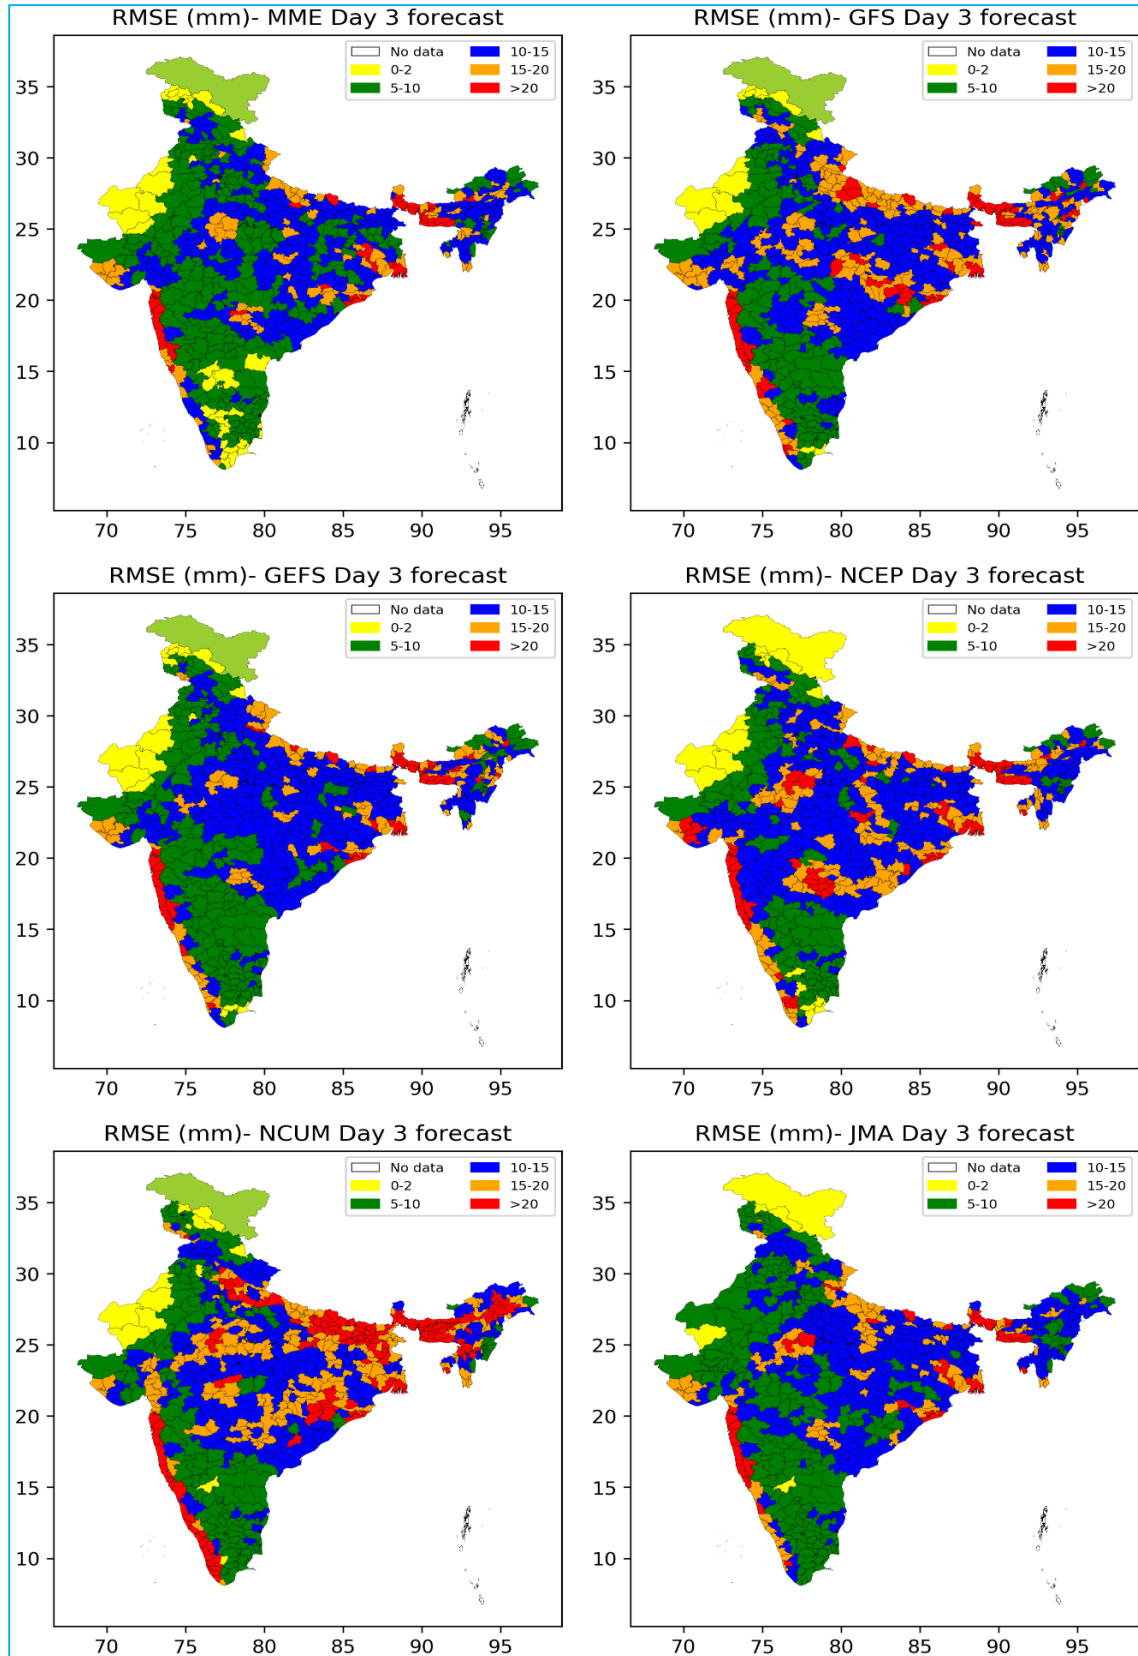 RMSE (mm)- MME Day 3 forecast
No data 10-15
0-2 15-20
5-10 >20
35
30
25
20
15
10
70 75 80 85 90 95
RMSE (mm)- GFS Day 3 forecast
No data 10-15
0-2 15-20
5-10 >20
35
30
25
20
15
10
70 75 80 85 90 95
RMSE (mm)- GEFS Day 3 forecast
No data 10-15
0-2 15-20
5-10 >20
35
30
25
20
15
10
70 75 80 85 90 95
RMSE (mm)- NCEP Day 3 forecast
No data 10-15
0-2 15-20
5-10 >20
35
30
25
20
15
10
70 75 80 85 90 95
RMSE (mm)- NCUM Day 3 forecast
No data 10-15
0-2 15-20
5-10 >20
35
30
25
20
15
10
70 75 80 85 90 95
RMSE (mm)- JMA Day 3 forecast
No data 10-15
0-2 15-20
5-10 >20
35
30
25
20
15
10
70 75 80 85 90 95